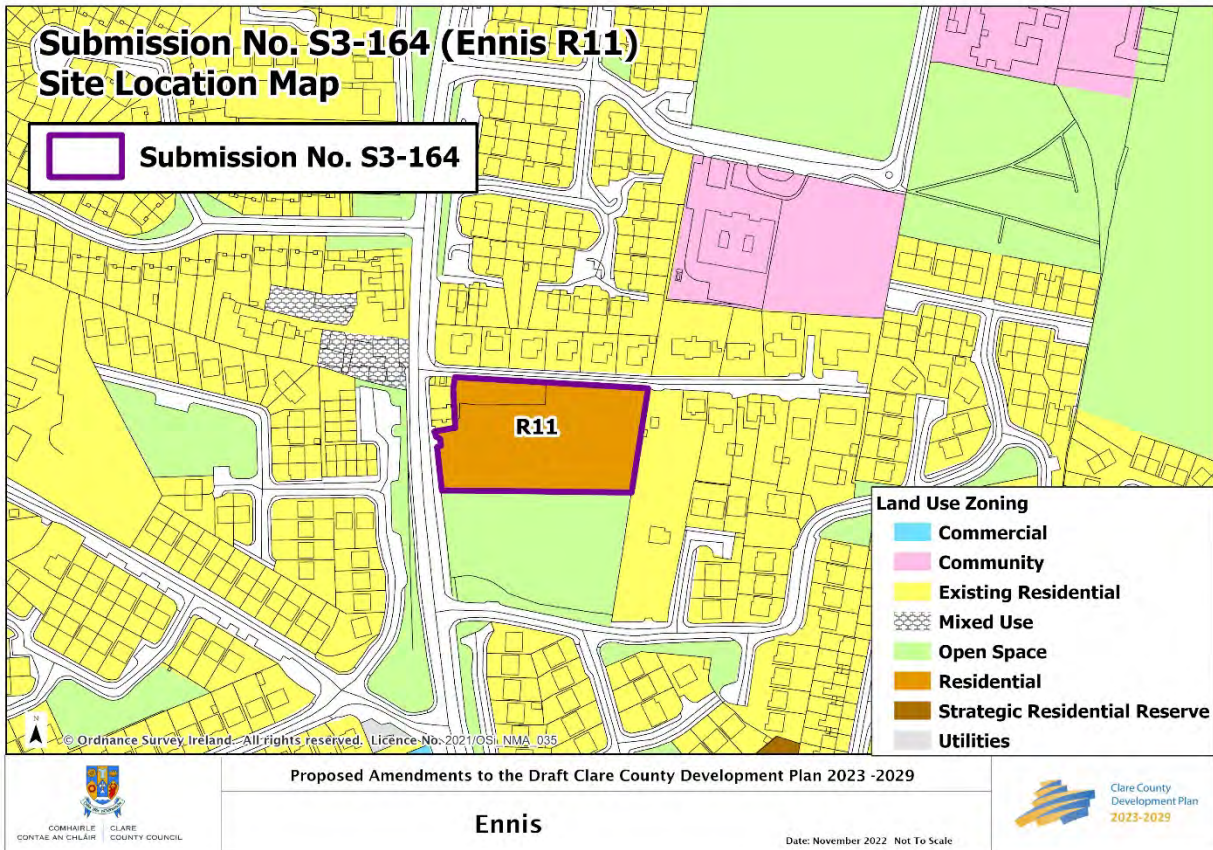 Submission No. S3-164 (Ennis R11)
Site Location Map
Submission No. S3-164
R11
Land Use Zoning
Commercial
Community
Existing Residential
Mixed Use
Open Space
Residential
Strategic Residential Reserve
Utilities
N
© Ordnance Survey Ireland. All rights reserved. Licence No. 2021/OSi_NMA_035
Proposed Amendments to the Draft Clare County Development Plan 2023 -2029
Ennis
Date: November 2022 Not To Scale
COMHAIRLE CLARE
CONTAE AN CHLÁIR COUNTY COUNCIL
Clare County
Development Plan
2023-2029